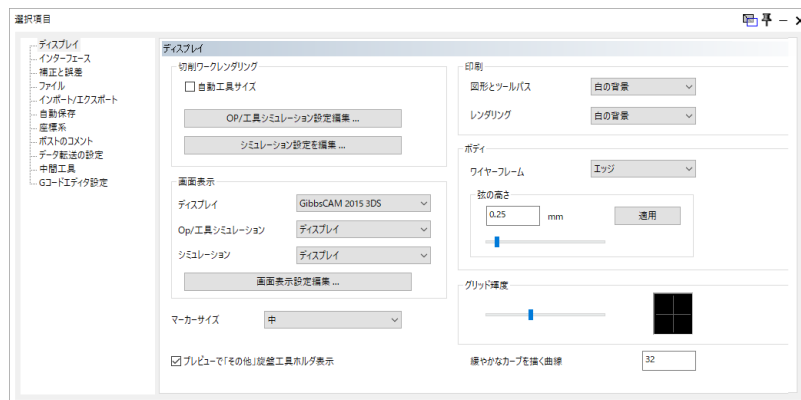 選択項目
ディスプレイ
インターフェース
補正と誤差
ファイル
インポート/エクスポート
自動保存
座標系
ポストのコメント
データ転送の設定
中間工具
Gコードエディタ設定
ディスプレイ
切削ワークレンダリング
自動工具サイズ
OP/工具シミュレーション設定編集 ...
シミュレーション設定を編集 ...
画面表示
ディスプレイ
GibbsCAM 2015 3DS
Op/工具シミュレーション
ディスプレイ
シミュレーション
ディスプレイ
画面表示設定編集 ...
マーカーサイズ
中
プレビューで「その他」旋盤工具ホルダ表示
印刷
図形とツールパス
白の背景
レンダリング
白の背景
ボディ
ワイヤーフレーム
エッジ
弦の高さ
0.25 mm
適用
グリッド輝度
緩やかなカーブを描く曲線
32